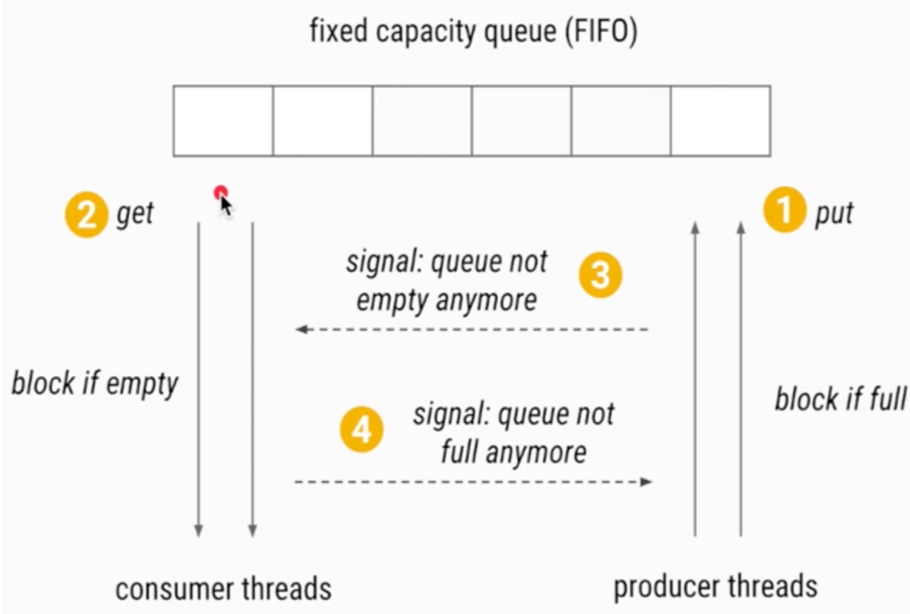 fixed capacity queue (FIFO)
2 get
1 put
signal: queue not
empty anymore
3
block if empty
block if full
4
signal: queue not
full anymore
consumer threads
producer threads